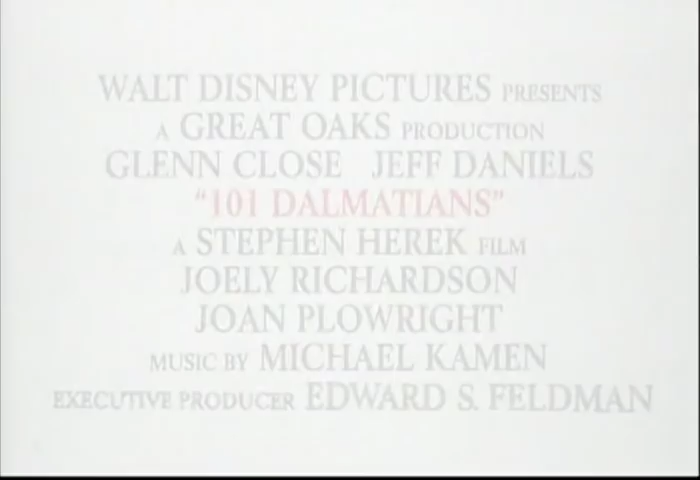 WALT DISNEY PICTURES PRESENTS
A GREAT OAKS PRODUCTION
GLENN CLOSE JEFF DANIELS
"101 DALMATIANS"
A STEPHEN HEREK FILM
JOELY RICHARDSON
JOAN PLOWRIGHT
MUSIC BY MICHAEL KAMEN
EXECUTIVE PRODUCER EDWARD S. FELDMAN